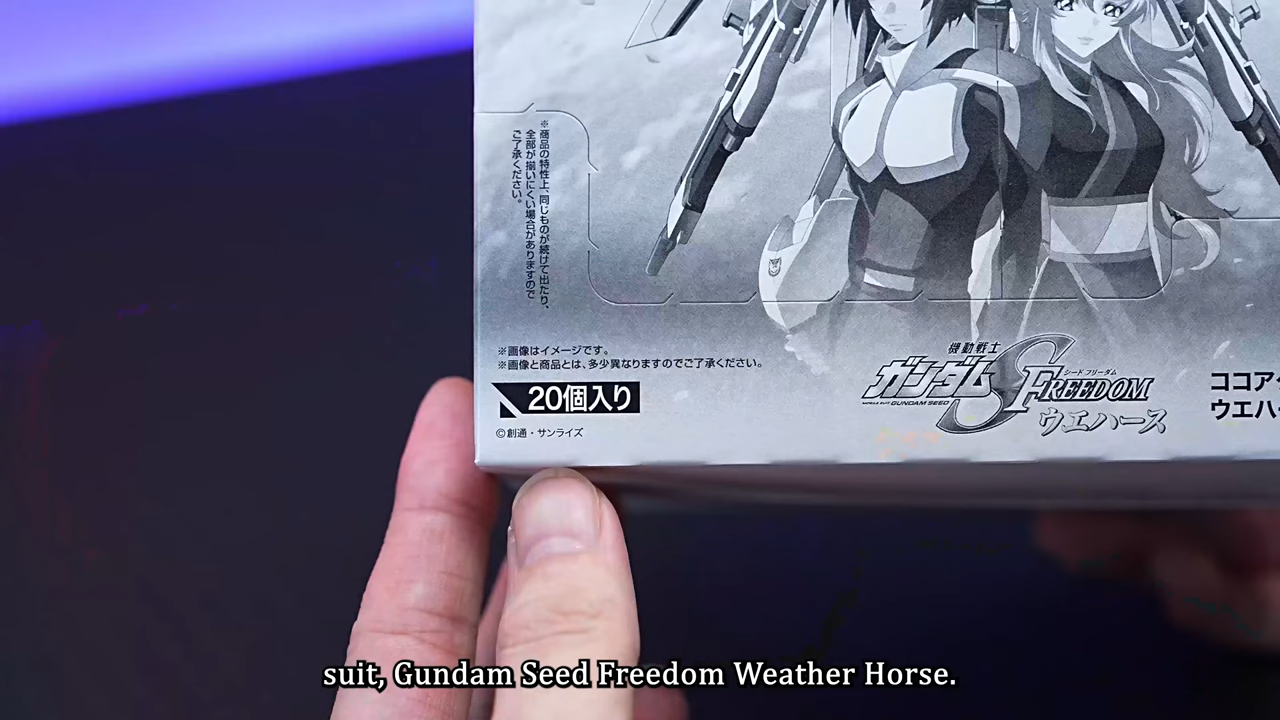 ※商品の特性上、同じものが続けて出たり、
全部が揃いにくい場合がありますので
ご了承ください。
※画像はイメージです。
※画像と商品とは、多少異なりますのでご了承ください。
20個入り
©創通・サンライズ
機動戦士
ガンダム
MOBILE SUIT GUNDAM SEED
シード フリーダム
SFREEDOM
ウエハース
ココア
ウエハ
suit, Gundam Seed Freedom Weather Horse.